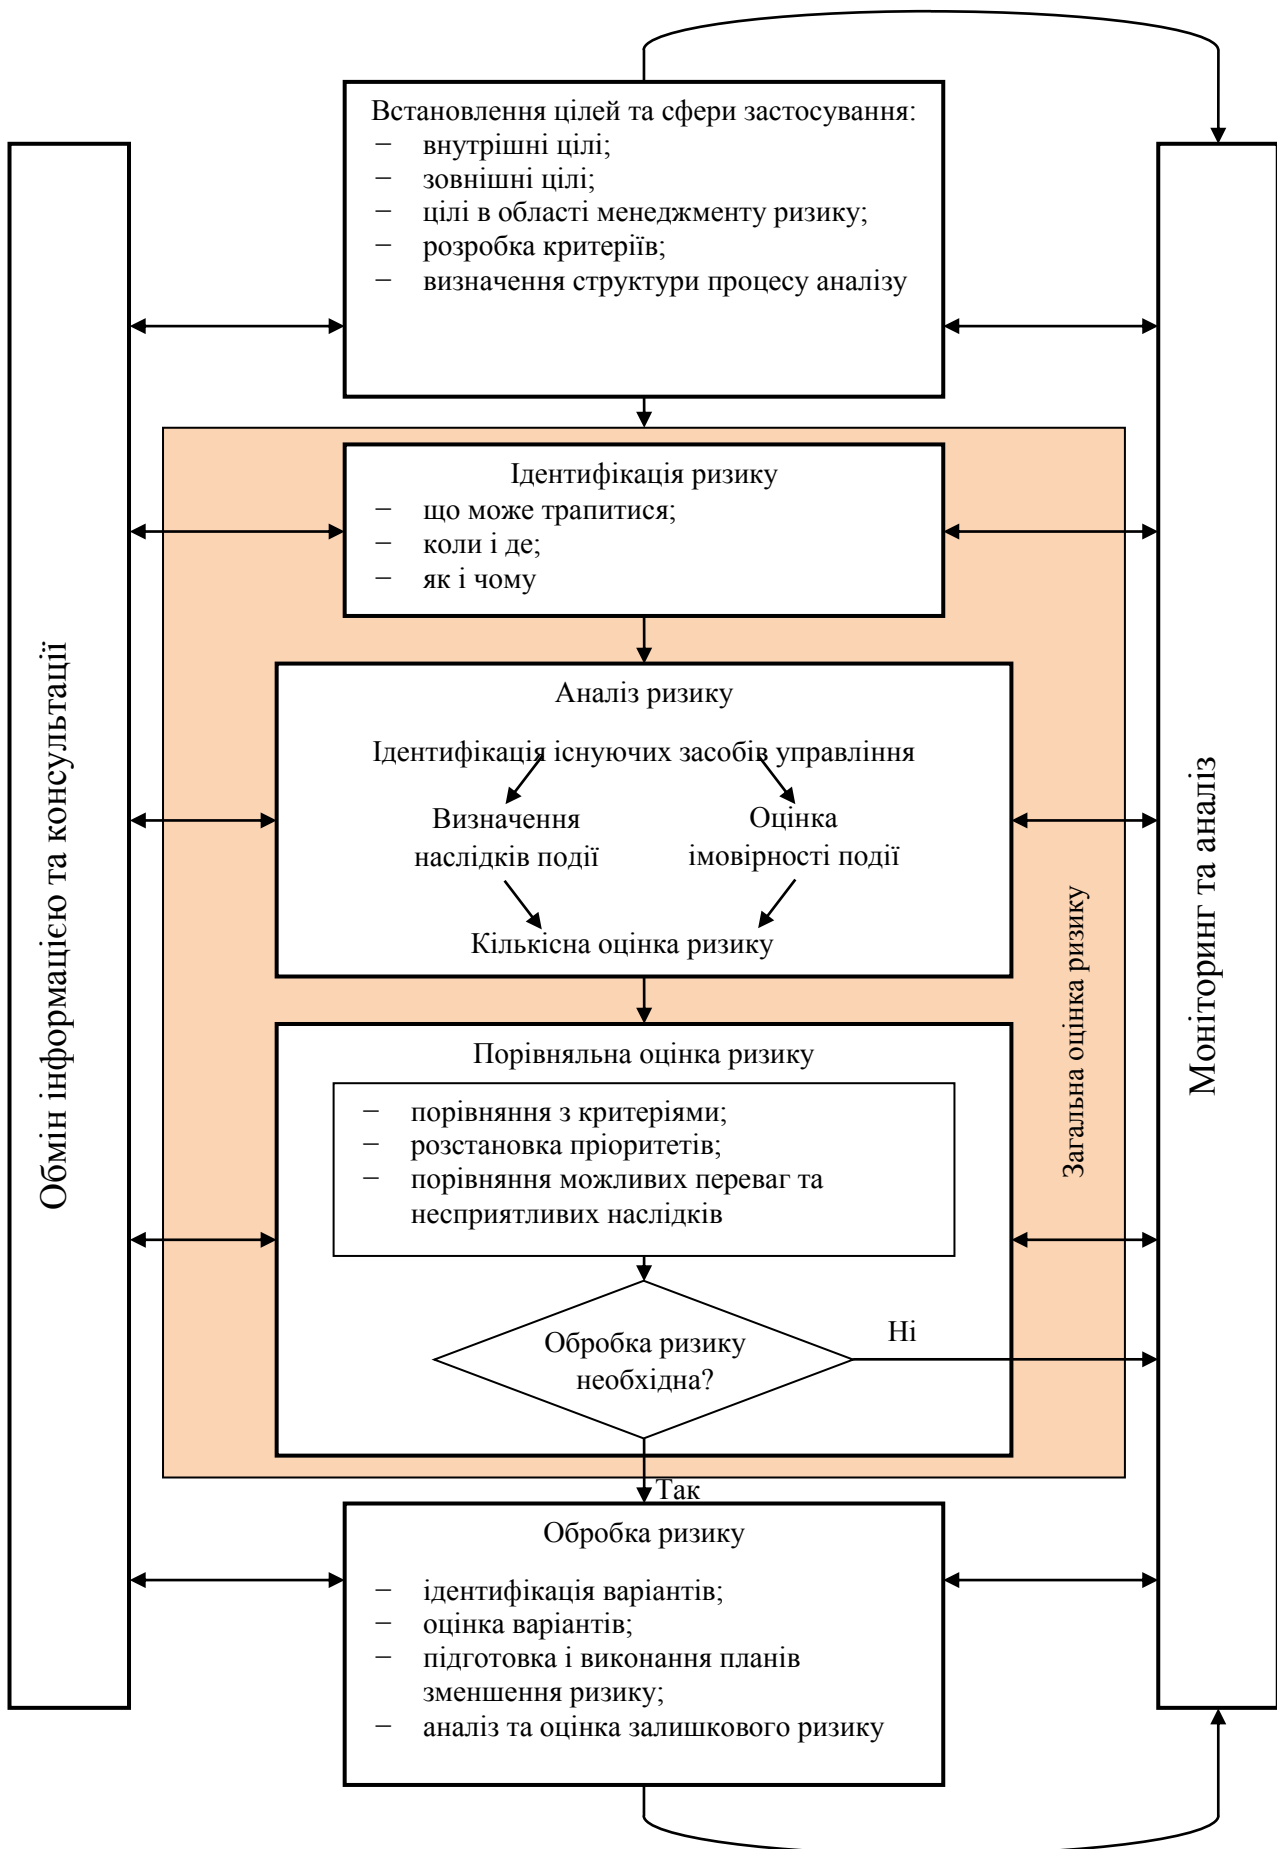 Встановлення цілей та сфери застосування:
− внутрішні цілі;
− зовнішні цілі;
− цілі в області менеджменту ризику;
− розробка критеріїв;
− визначення структури процесу аналізу
Обмін інформацією та консультації
Ідентифікація ризику
− що може трапитися;
− коли і де;
− як і чому
Аналіз ризику
Ідентифікація існуючих засобів управління
Визначення
наслідків події
Оцінка
імовірності події
Кількісна оцінка ризику
Порівняльна оцінка ризику
− порівняння з критеріями;
− розстановка пріоритетів;
− порівняння можливих переваг та
несприятливих наслідків
Обробка ризику
необхідна?
Ні
Так
Загальна оцінка ризику
Моніторинг та аналіз
Обробка ризику
− ідентифікація варіантів;
− оцінка варіантів;
− підготовка і виконання планів
зменшення ризику;
− аналіз та оцінка залишкового ризику